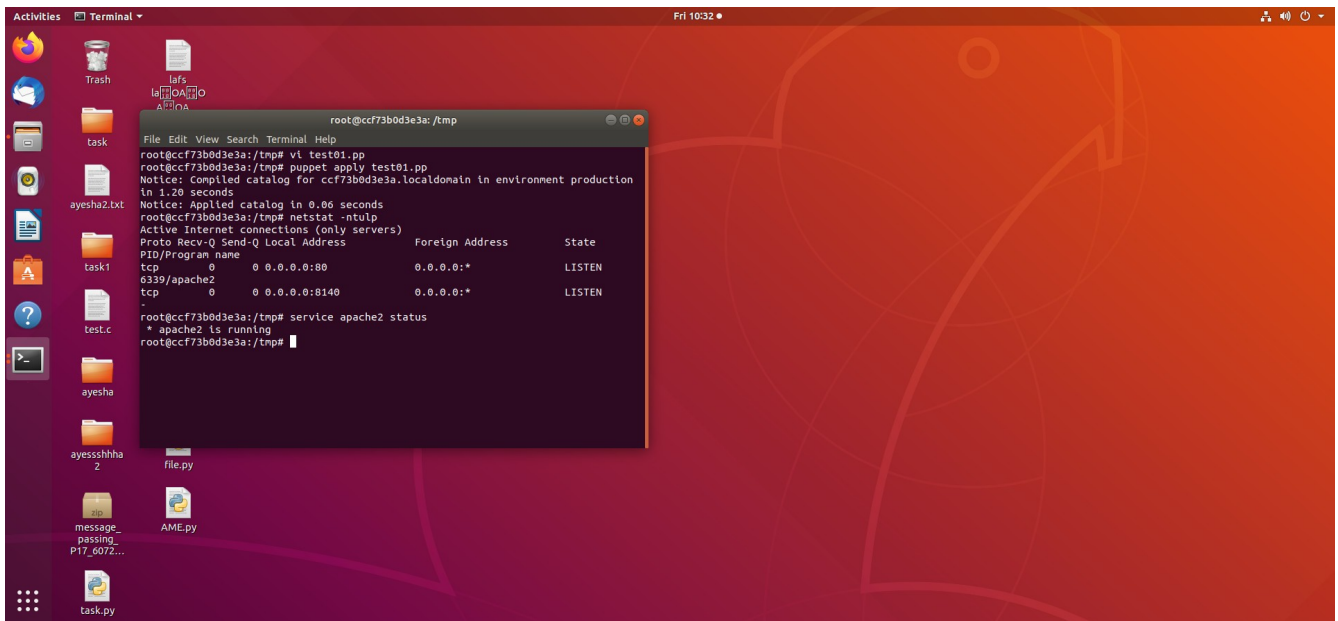 Activities Terminal Fri 10:32
Trash
lafs
la OA O
A OA
task
ayesha2.txt
task1
test.c
ayesha
ayessshhha
2
file.py
zip
message_
passing_
P17_6072...
AME.py
task.py
root@ccf73b0d3e3a: /tmp
File Edit View Search Terminal Help
root@ccf73b0d3e3a:/tmp# vi test01.pp
root@ccf73b0d3e3a:/tmp# puppet apply test01.pp
Notice: Compiled catalog for ccf73b0d3e3a.localdomain in environment production
in 1.20 seconds
Notice: Applied catalog in 0.06 seconds
root@ccf73b0d3e3a:/tmp# netstat -ntulp
Active Internet connections (only servers)
Proto Recv-Q Send-Q Local Address Foreign Address State
PID/Program name
tcp 0 0 0.0.0.0:80 0.0.0.0:* LISTEN
6339/apache2
tcp 0 0 0.0.0.0:8140 0.0.0.0:* LISTEN
-
root@ccf73b0d3e3a:/tmp# service apache2 status
* apache2 is running
root@ccf73b0d3e3a:/tmp#